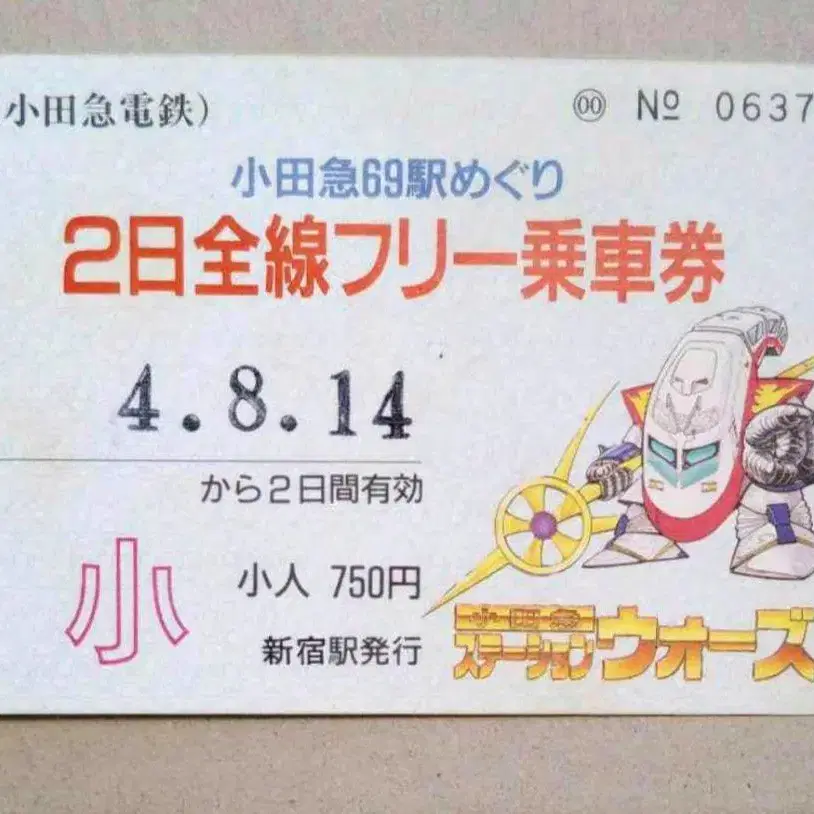 小田急電鉄）
⓪⓪ № 0637
小田急69駅めぐり
2日全線フリー乗車券
4.8.14
から2日間有効
小
小人 750円
新宿駅発行
小田急
ステーション
ウォーズ